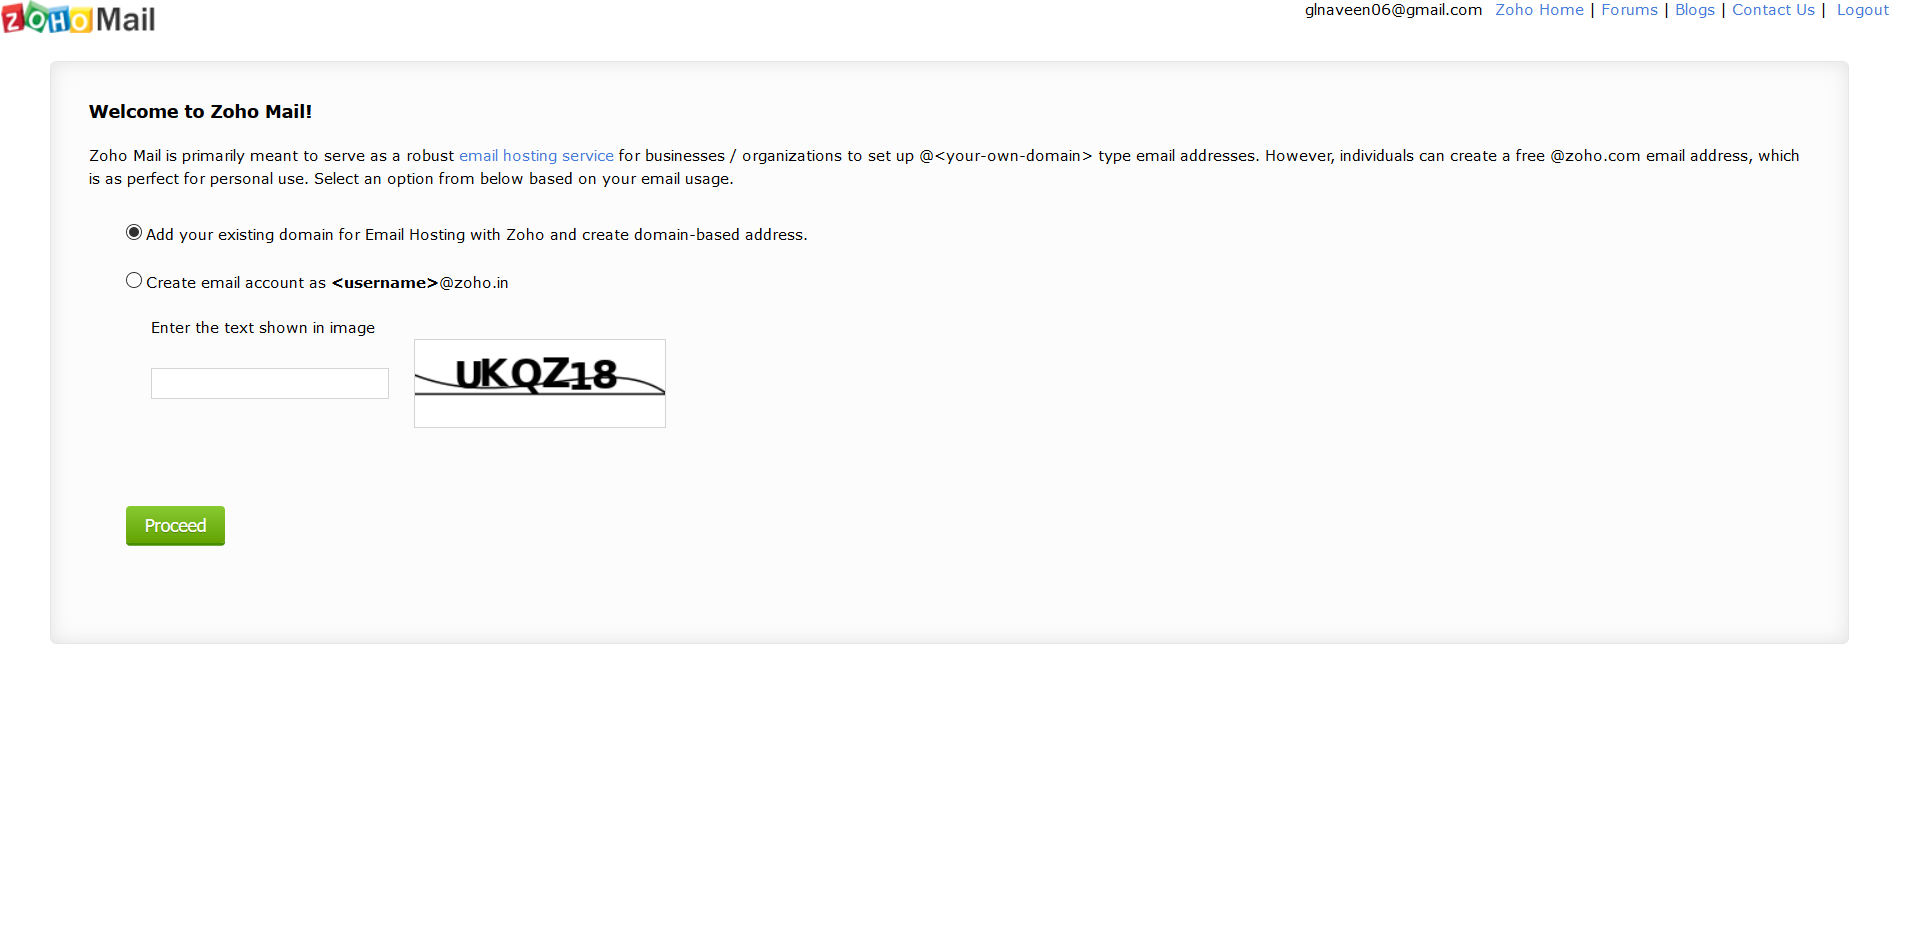 ZOHO Mail
glnaveen06@gmail.com Zoho Home | Forums | Blogs | Contact Us | Logout
Welcome to Zoho Mail!
Zoho Mail is primarily meant to serve as a robust email hosting service for businesses / organizations to set up @<your-own-domain> type email addresses. However, individuals can create a free @zoho.com email address, which
is as perfect for personal use. Select an option from below based on your email usage.
Add your existing domain for Email Hosting with Zoho and create domain-based address.
Create email account as <username>@zoho.in
Enter the text shown in image
UKQZ18
Proceed